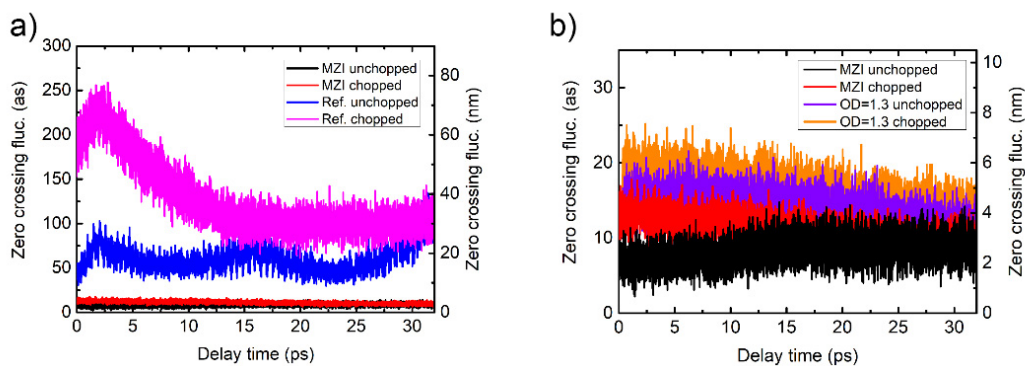 a)
Zero crossing fluc. (as)
300
250
200
150
100
50
0
MZI unchopped
MZI chopped
Ref. unchopped
Ref. chopped
80
60
40
20
0
Zero crossing fluc. (nm)
0 5 10 15 20 25 30
Delay time (ps)
b)
Zero crossing fluc. (as)
30
20
10
0
MZI unchopped
MZI chopped
OD=1.3 unchopped
OD=1.3 chopped
10
8
6
4
2
0
Zero crossing fluc. (nm)
0 5 10 15 20 25 30
Delay time (ps)